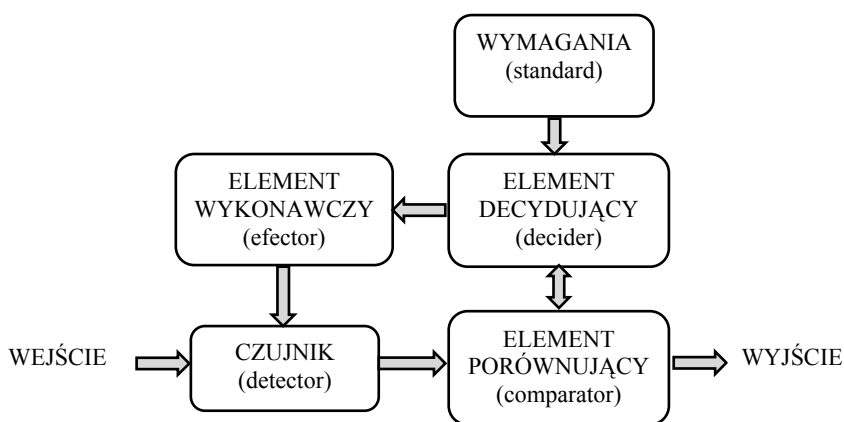 WYMAGANIA
(standard)
ELEMENT
WYKONAWCZY
(efector)
ELEMENT
DECYDUJĄCY
(decider)
WEJŚCIE
CZUJNIK
(detector)
ELEMENT
PORÓWNUJĄCY
(comparator)
WYJŚCIE